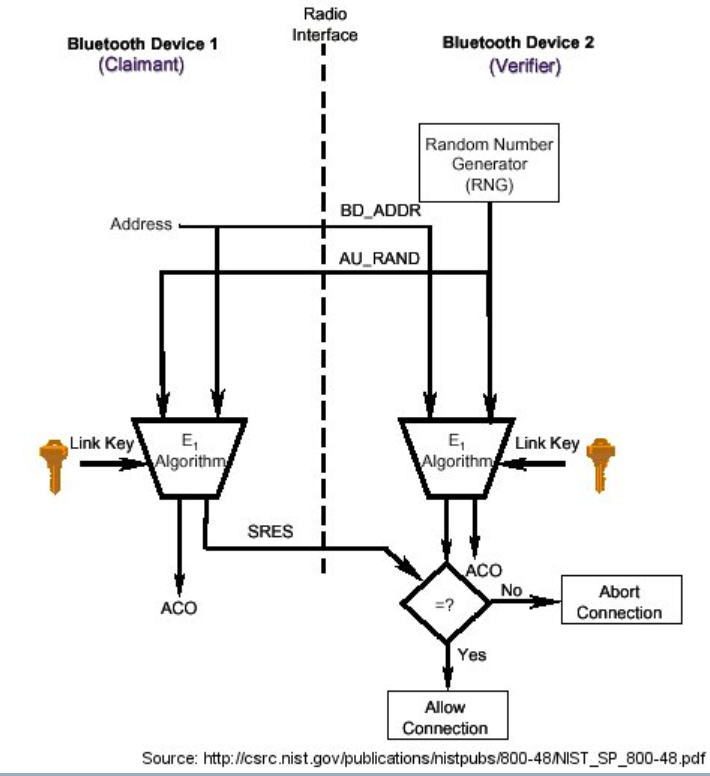 Radio
Interface
Bluetooth Device 1
(Claimant)
Bluetooth Device 2
(Verifier)
Random Number
Generator
(RNG)
Address
BD_ADDR
AU_RAND
Link Key
E1
Algorithm
E1
Algorithm
Link Key
SRES
ACO
ACO
=?
No
Abort
Connection
Yes
Allow
Connection
Source: http://csrc.nist.gov/publications/nistpubs/800-48/NIST_SP_800-48.pdf